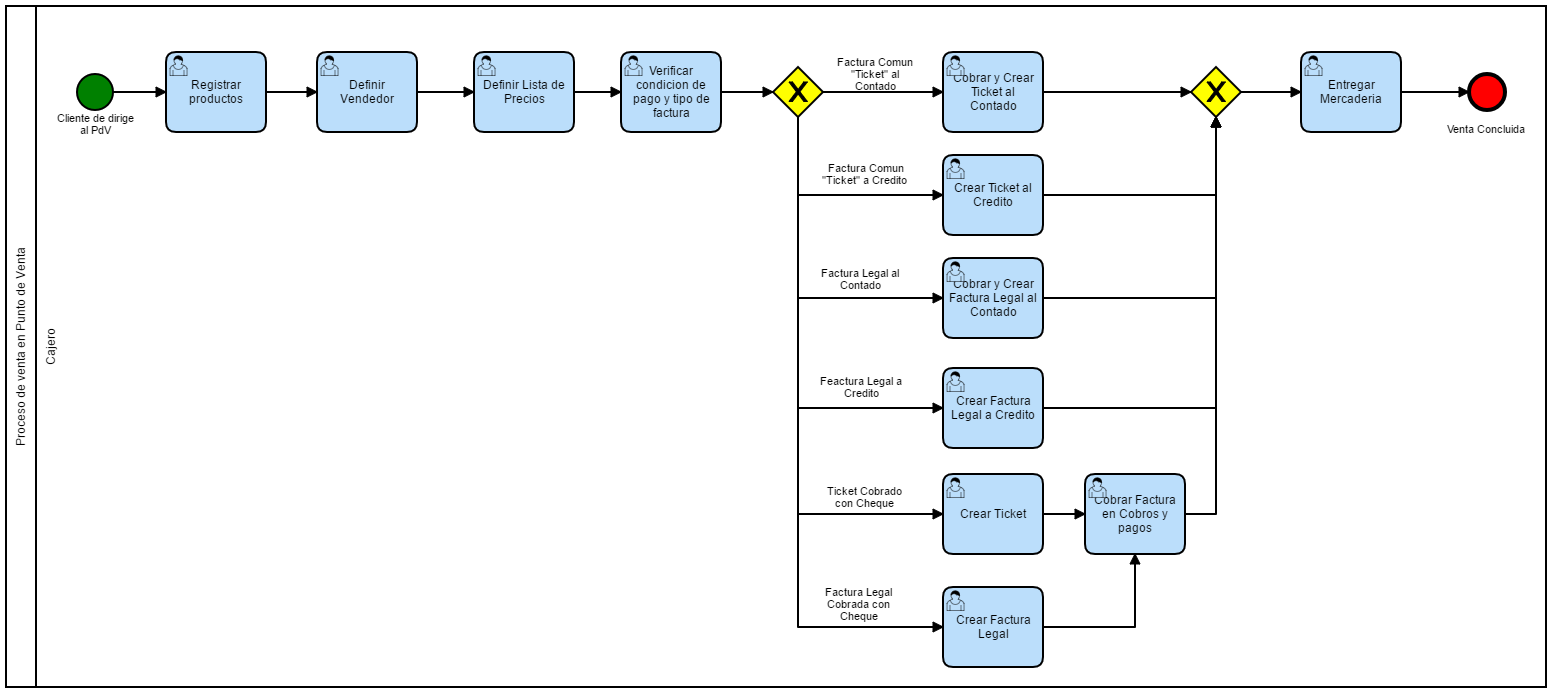 Proceso de venta en Punto de Venta
Cajero
Cliente de dirige
al PdV
Registrar
productos
Definir
Vendedor
Definir Lista de
Precios
Verificar
condicion de
pago y tipo de
factura
X
Factura Comun
"Ticket" al
Contado
Cobrar y Crear
Ticket al
Contado
X
Entregar
Mercaderia
Venta Concluida
Factura Comun
"Ticket" a Credito
Crear Ticket al
Credito
Factura Legal al
Contado
Cobrar y Crear
Factura Legal al
Contado
Feactura Legal a
Credito
Crear Factura
Legal a Credito
Ticket Cobrado
con Cheque
Crear Ticket
Cobrar Factura
en Cobros y
pagos
Factura Legal
Cobrada con
Cheque
Crear Factura
Legal